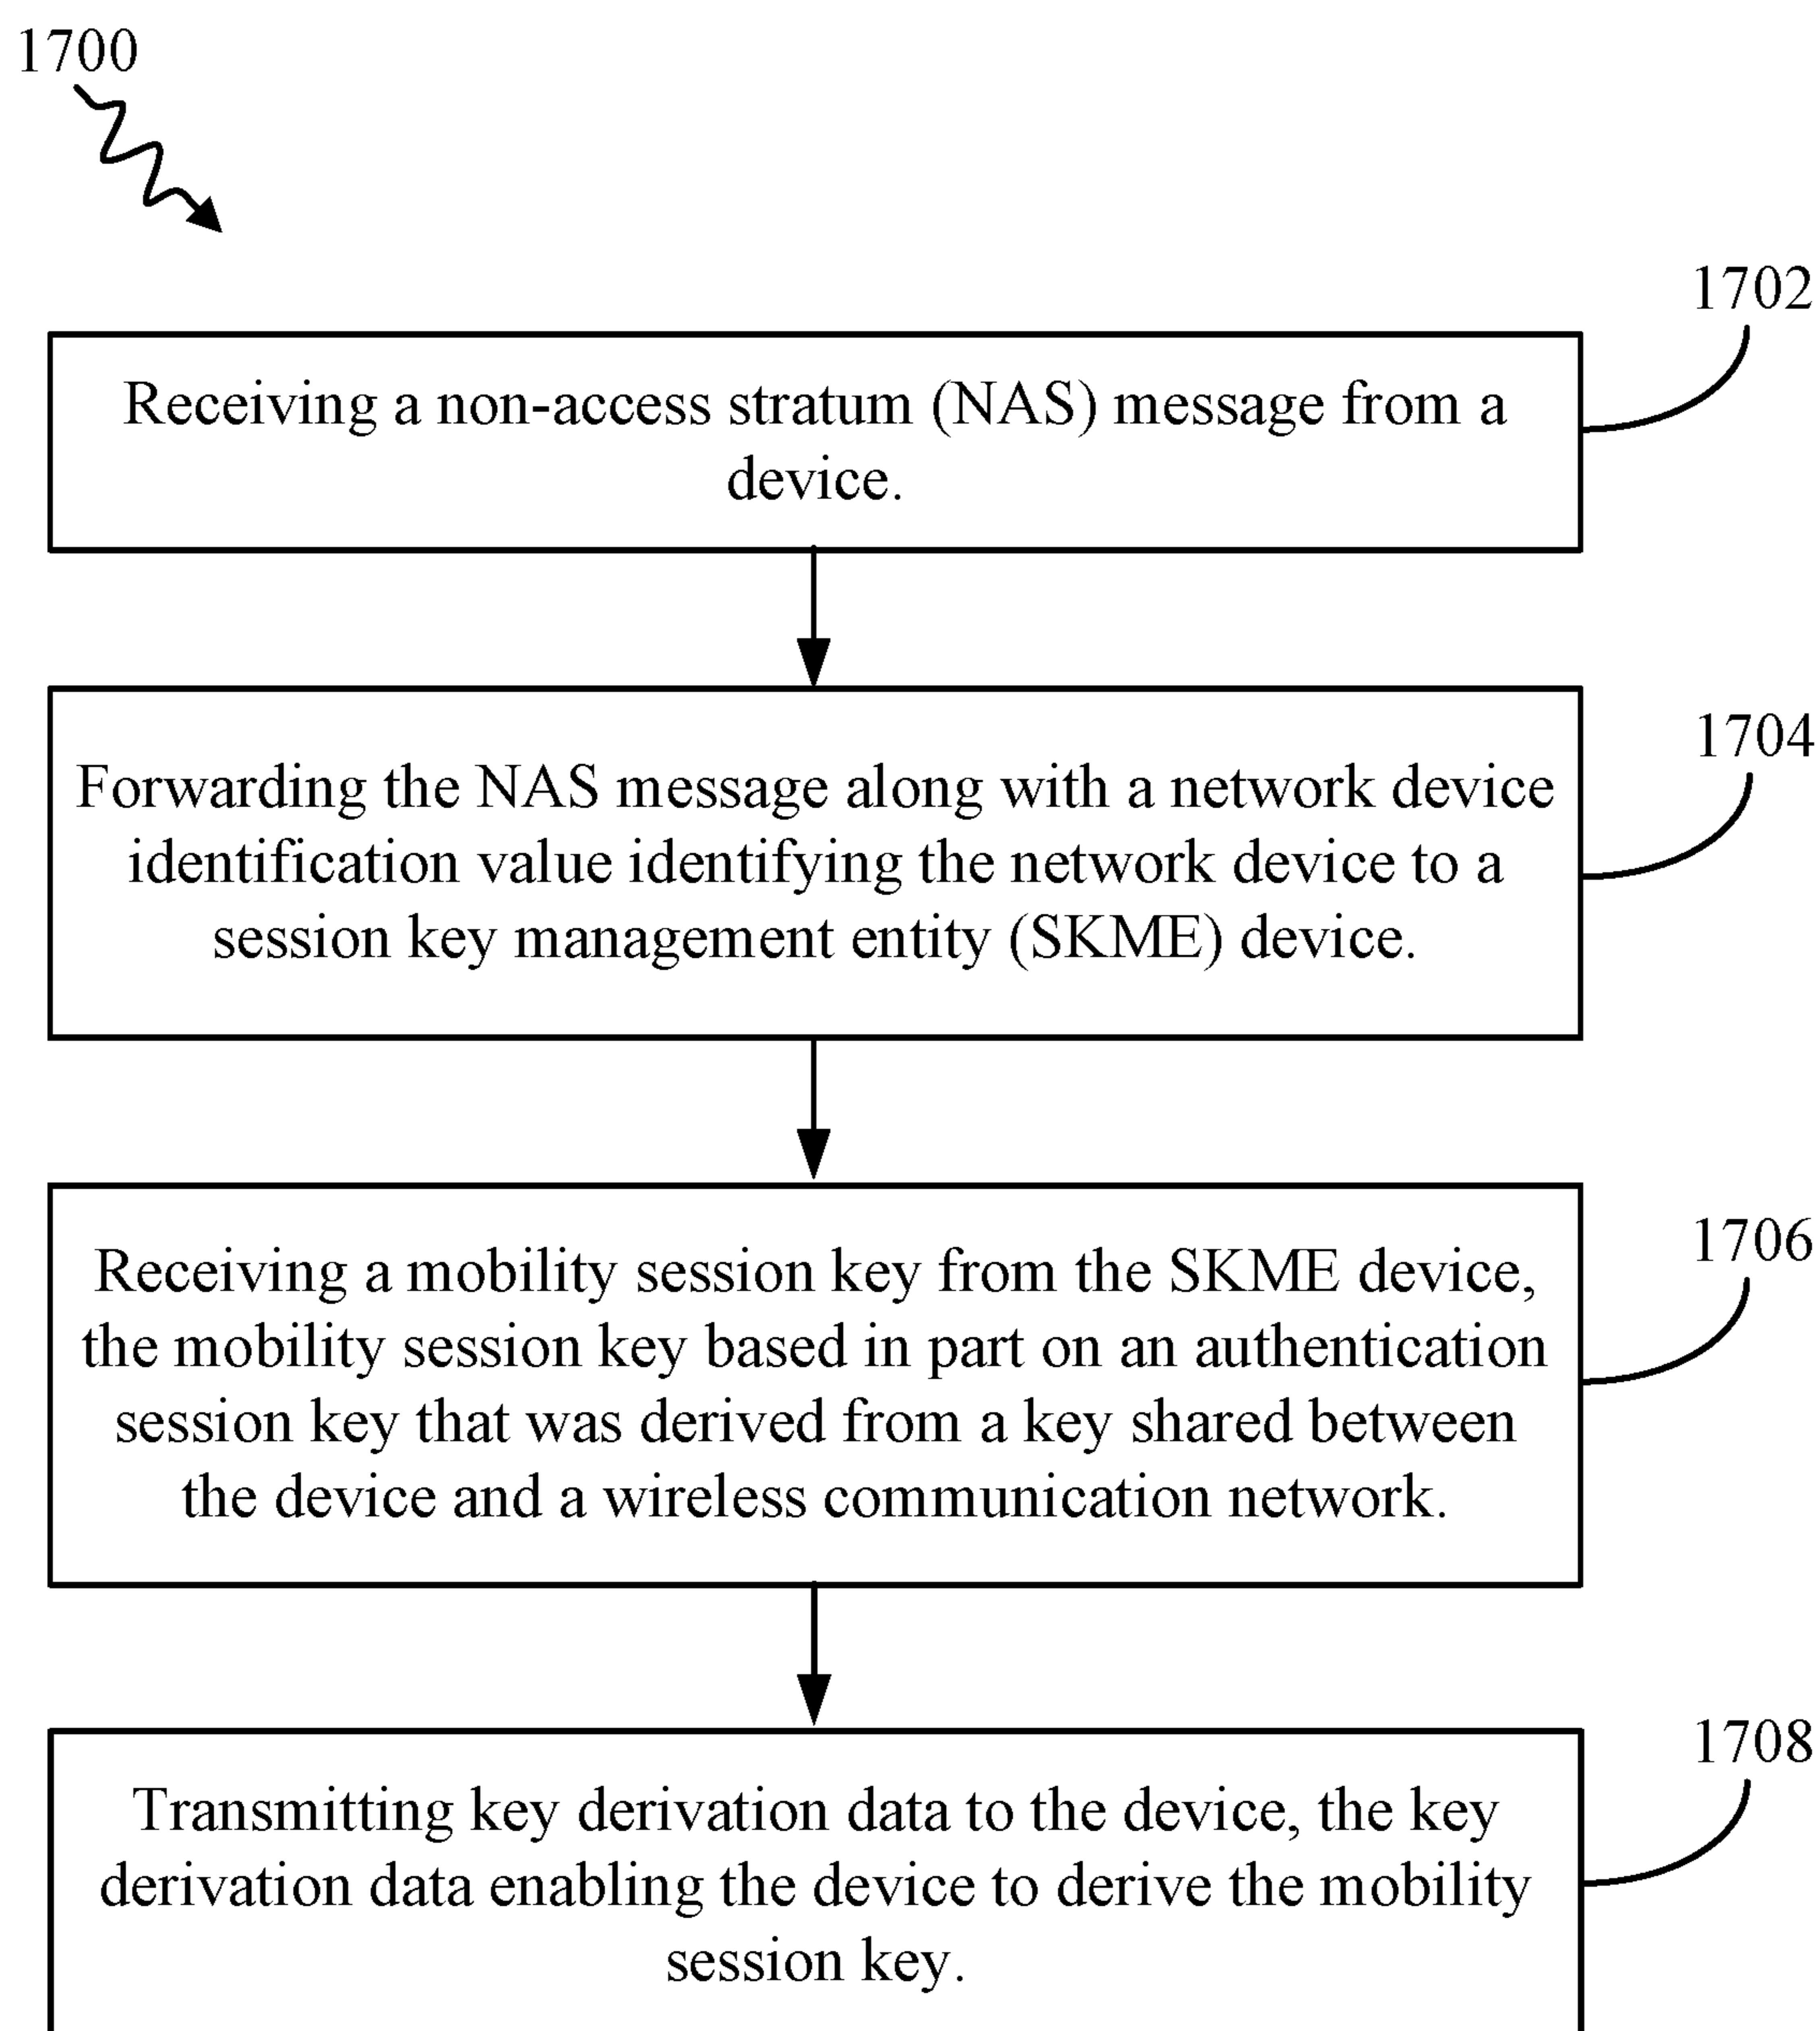 1700
1702
Receiving a non-access stratum (NAS) message from a
device.
1704
Forwarding the NAS message along with a network device
identification value identifying the network device to a
session key management entity (SKME) device.
1706
Receiving a mobility session key from the SKME device,
the mobility session key based in part on an authentication
session key that was derived from a key shared between
the device and a wireless communication network.
1708
Transmitting key derivation data to the device, the key
derivation data enabling the device to derive the mobility
session key.